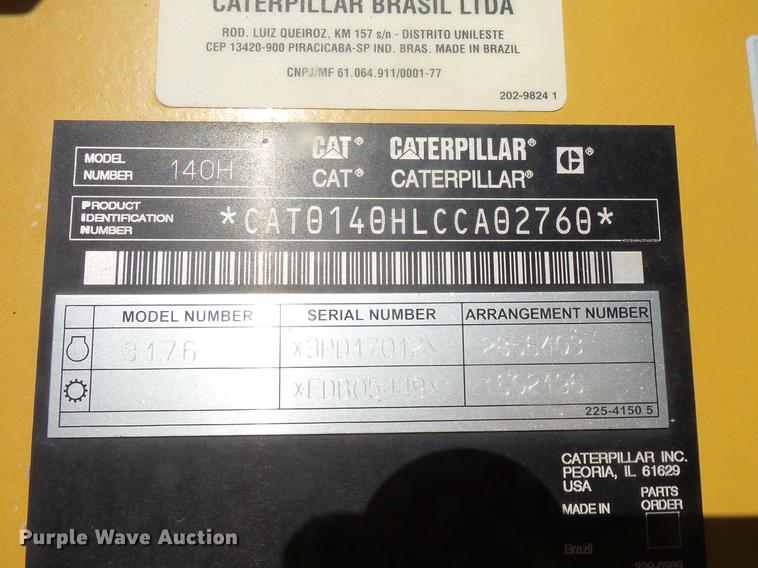 CATERPILLAR BRASIL LTDA
ROD. LUIZ QUEIROZ, KM 157 s/n - DISTRITO UNILESTE
CEP 13420-900 PIRACICABA-SP IND. BRAS. MADE IN BRAZIL
CNPJ/MF 61.064.911/0001-77
202-9824 1
MODEL NUMBER 140H
CAT® CATERPILLAR® C®
CAT® CATERPILLAR®
PRODUCT IDENTIFICATION NUMBER *CAT0140HLCCA02760*
*CAT0140HLCCA02760
MODEL NUMBER SERIAL NUMBER ARRANGEMENT NUMBER
3176 *3PD17012*
225-4150 5
CATERPILLAR INC.
PEORIA, IL 61629
USA
MADE IN PARTS ORDER
Brazil
Purple Wave Auction